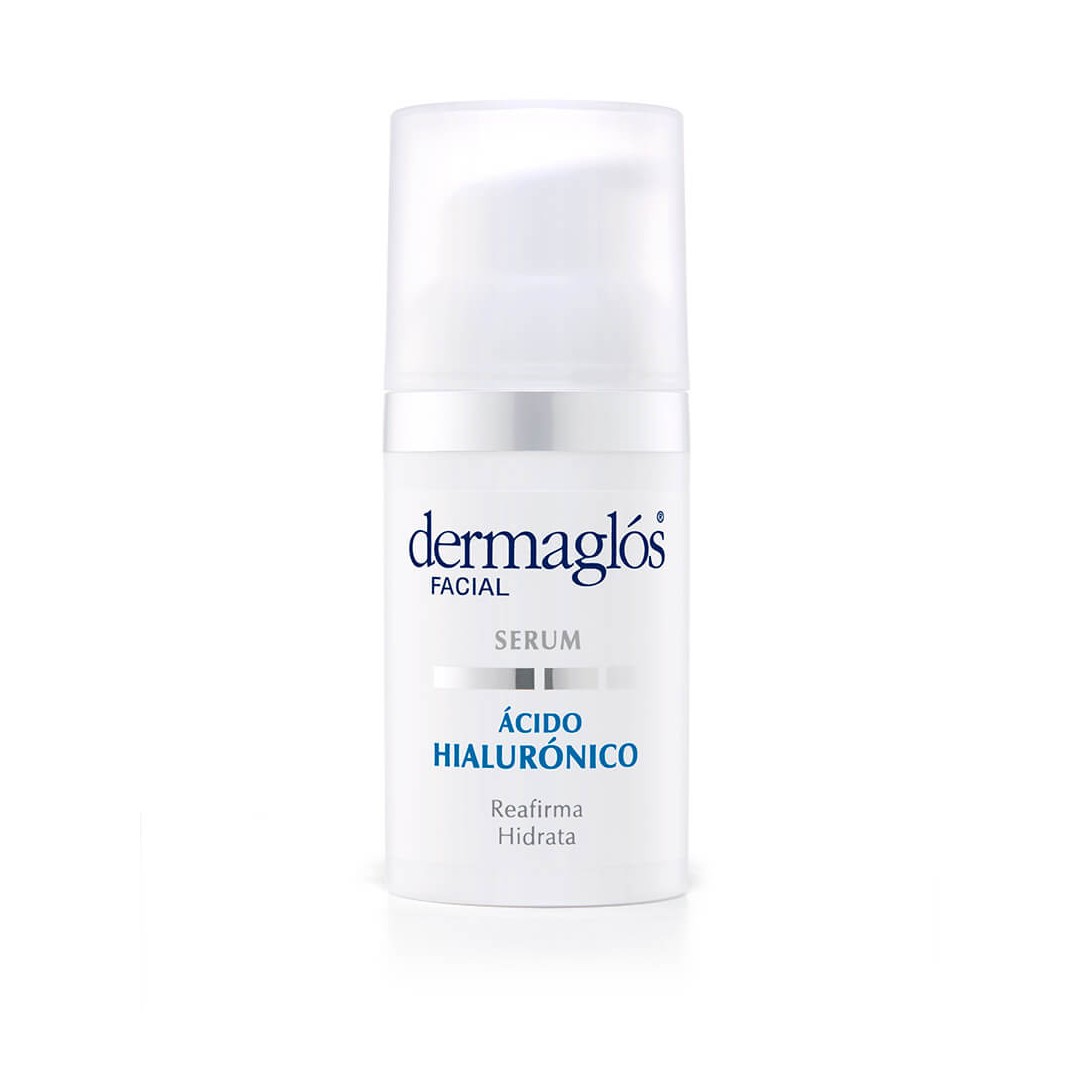 dermaglós®
FACIAL
SERUM
ÁCIDO
HIALURÓNICO
Reafirma
Hidrata